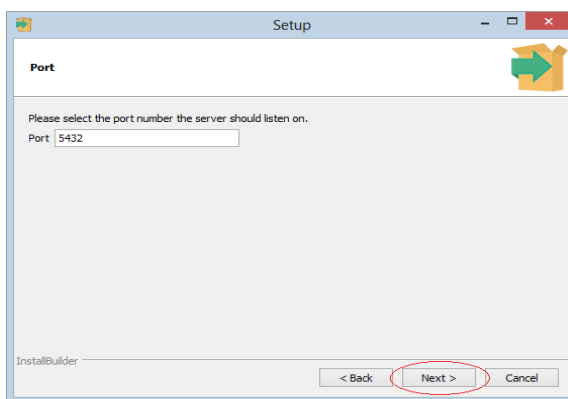 Setup
Port
Please select the port number the server should listen on.
Port 5432
InstallBuilder
< Back Next > Cancel